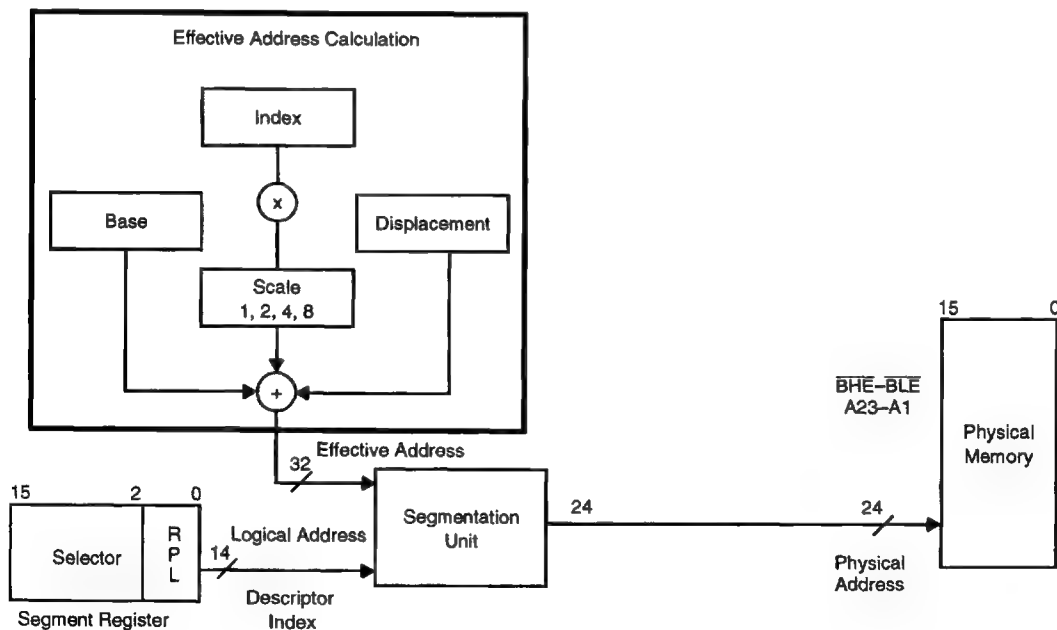 Effective Address Calculation
Index
x
Base
Displacement
Scale
1, 2, 4, 8
+
15 0
BHE–BLE
A23–A1
Physical
Memory
Effective Address
32
15 2 0
Selector
R
P
L
Logical Address
14
Segmentation
Unit
24
24
Physical
Address
Descriptor
Index
Segment Register